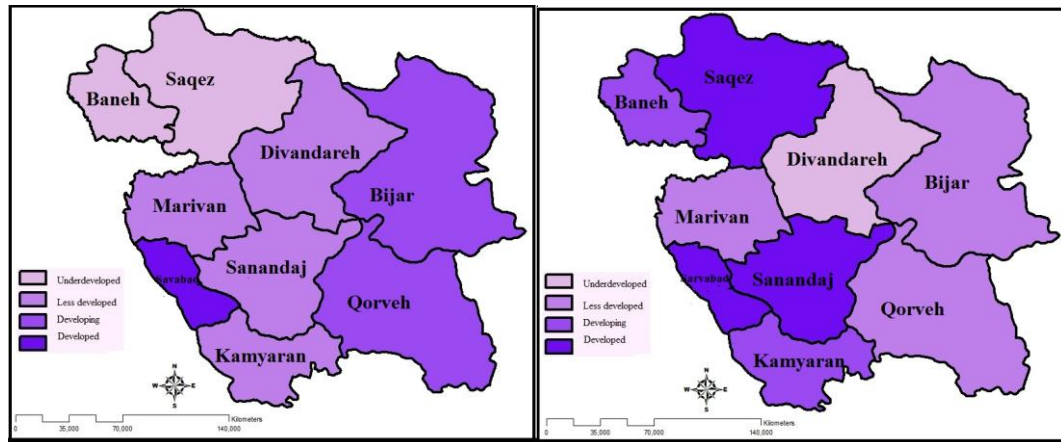 Saqez
Baneh
Divandareh
Bijar
Marivan
Sanandaj
Savabad
Qorveh
Kamyaran
Underdeveloped
Less developed
Developing
Developed
N
W E
S
Kilometers
0 35,000 70,000 140,000
Saqez
Baneh
Divandareh
Bijar
Marivan
Sarvabad
Sanandaj
Qorveh
Kamyaran
Underdeveloped
Less developed
Developing
Developed
N
W E
S
Kilometers
0 35,000 70,000 140,000